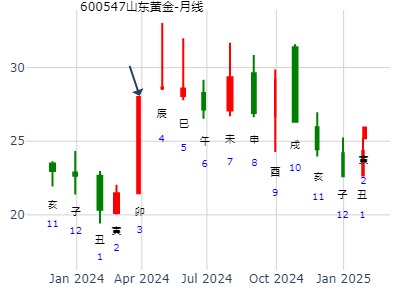 600547山东黄金-月线
30
25
20
亥
11
子
12
丑
1
寅
2
卯
3
辰
4
巳
5
午
6
未
7
申
8
酉
9
戌
10
亥
11
子
12
丑
1
寅
2
Jan 2024
Apr 2024
Jul 2024
Oct 2024
Jan 2025